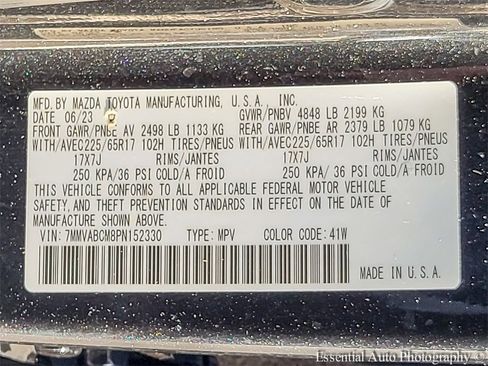 MFD. BY MAZDA TOYOTA MANUFACTURING, U.S.A., INC.
DATE 06/23 GVWR/PNBV 4848 LB 2199 KG
FRONT GAWR/PNBE AV 2498 LB 1133 KG REAR GAWR/PNBE AR 2379 LB 1079 KG
WITH/AVEC225/65R17 102H TIRES/PNEUS WITH/AVEC225/65R17 102H TIRES/PNEUS
17X7J RIMS/JANTES 17X7J RIMS/JANTES
250 KPA/36 PSI COLD/A FROID 250 KPA/ 36 PSI COLD/A FROID
THIS VEHICLE CONFORMS TO ALL APPLICABLE FEDERAL MOTOR VEHICLE
SAFETY, AND THEFT PREVENTION STANDARDS IN EFFECT ON THE DATE OF
MANUFACTURE SHOWN ABOVE.
VIN: 7MMVABCM8PN152330 TYPE: MPV COLOR CODE: 41W
MADE IN U.S.A.
Essential Auto Photography ©